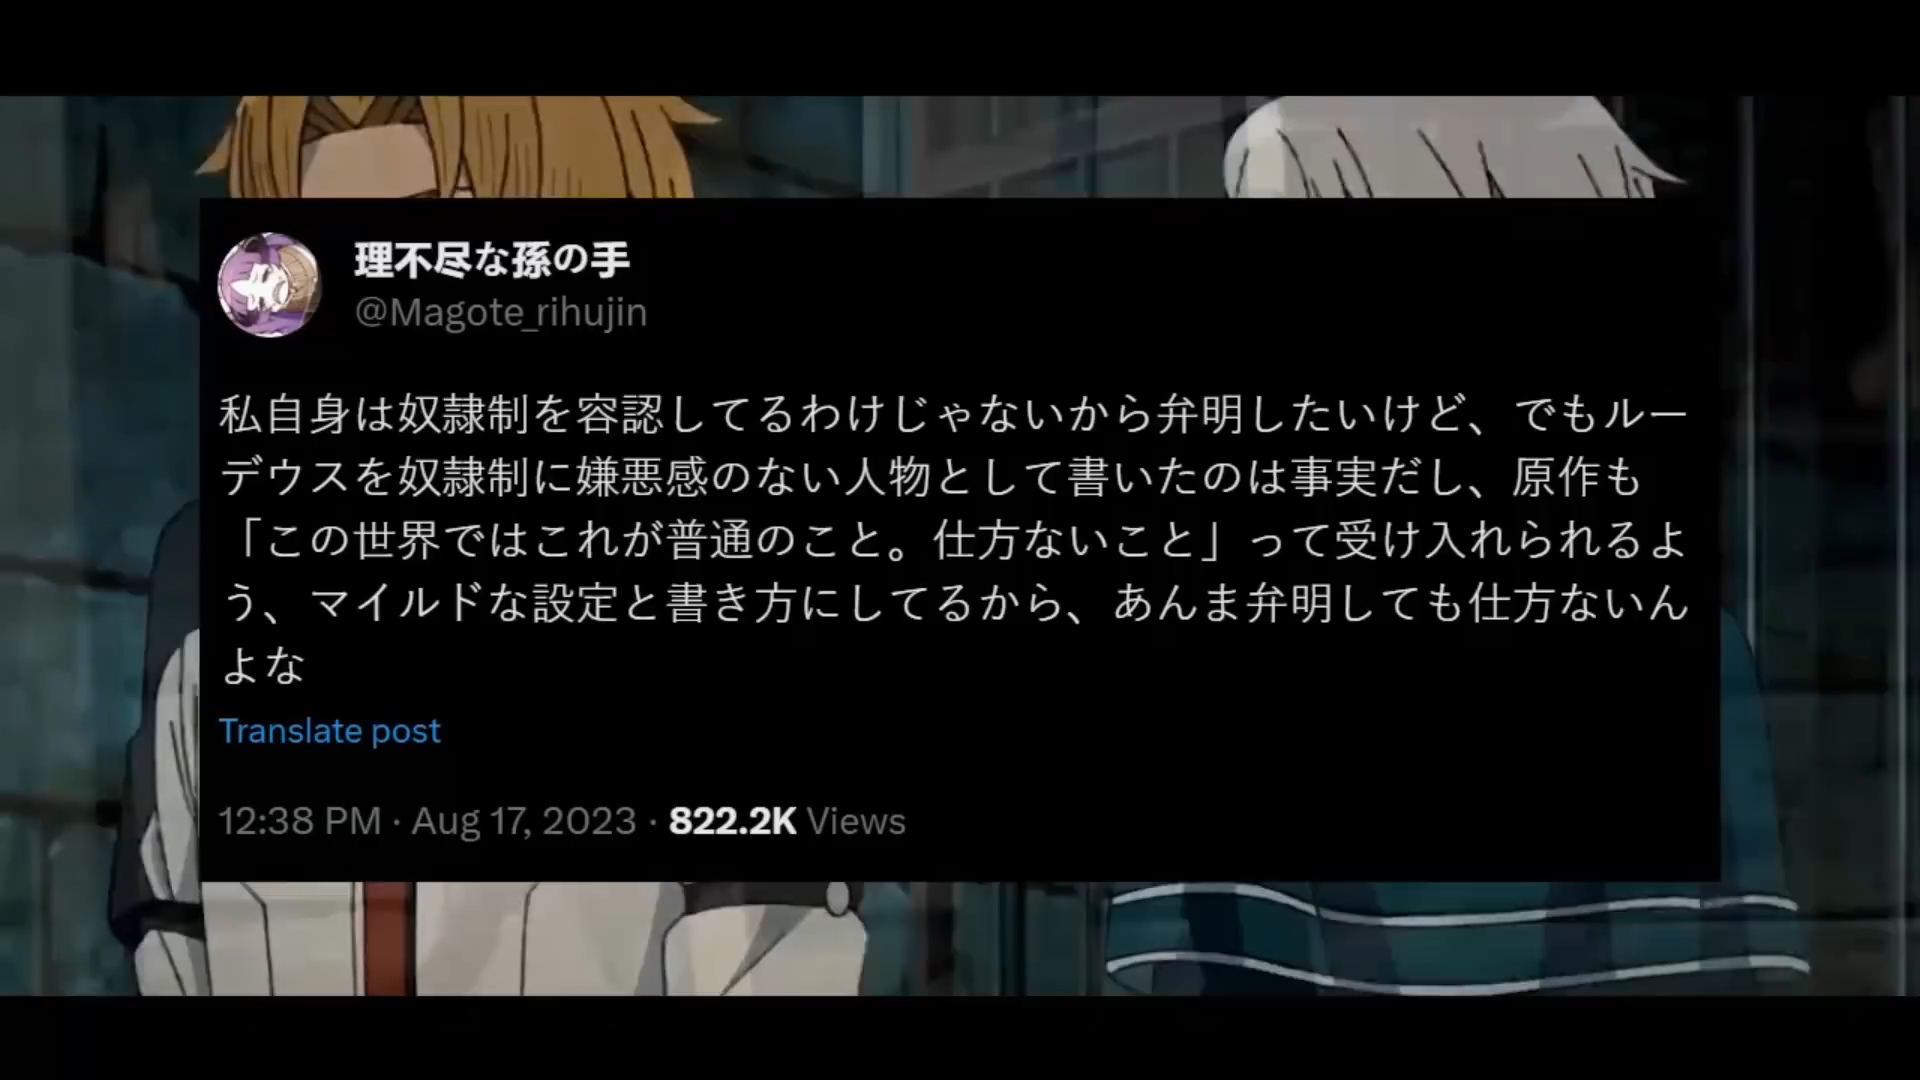 理不尽な孫の手
@Magote_rihujin
私自身は奴隷制を容認してるわけじゃないから弁明したいけど、でもルー
デウスを奴隷制に嫌悪感のない人物として書いたのは事実だし、原作も
「この世界ではこれが普通のこと。仕方ないこと」って受け入れられるよ
う、マイルドな設定と書き方にしてるから、あんま弁明しても仕方ないん
よな
Translate post
12:38 PM · Aug 17, 2023 · 822.2K Views